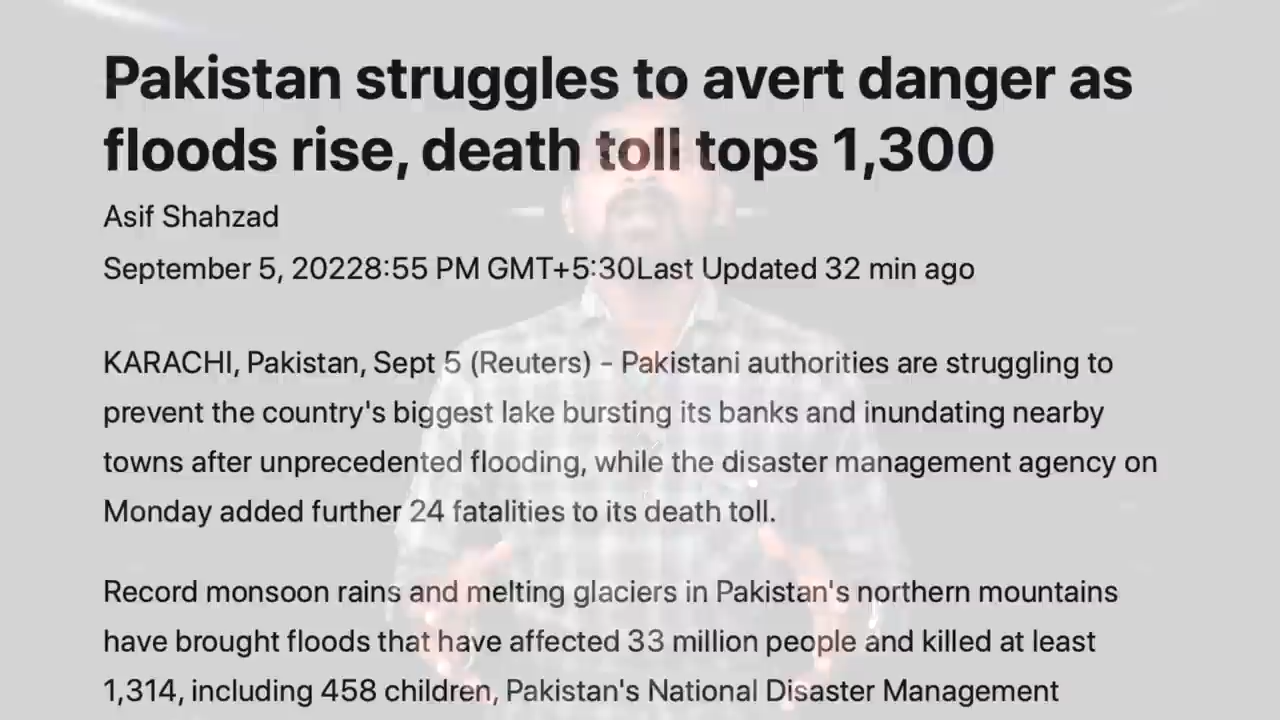 Pakistan struggles to avert danger as
floods rise, death toll tops 1,300
Asif Shahzad
September 5, 20228:55 PM GMT+5:30Last Updated 32 min ago
KARACHI, Pakistan, Sept 5 (Reuters) - Pakistani authorities are struggling to
prevent the country's biggest lake bursting its banks and inundating nearby
towns after unprecedented flooding, while the disaster management agency on
Monday added further 24 fatalities to its death toll.
Record monsoon rains and melting glaciers in Pakistan's northern mountains
have brought floods that have affected 33 million people and killed at least
1,314, including 458 children, Pakistan's National Disaster Management